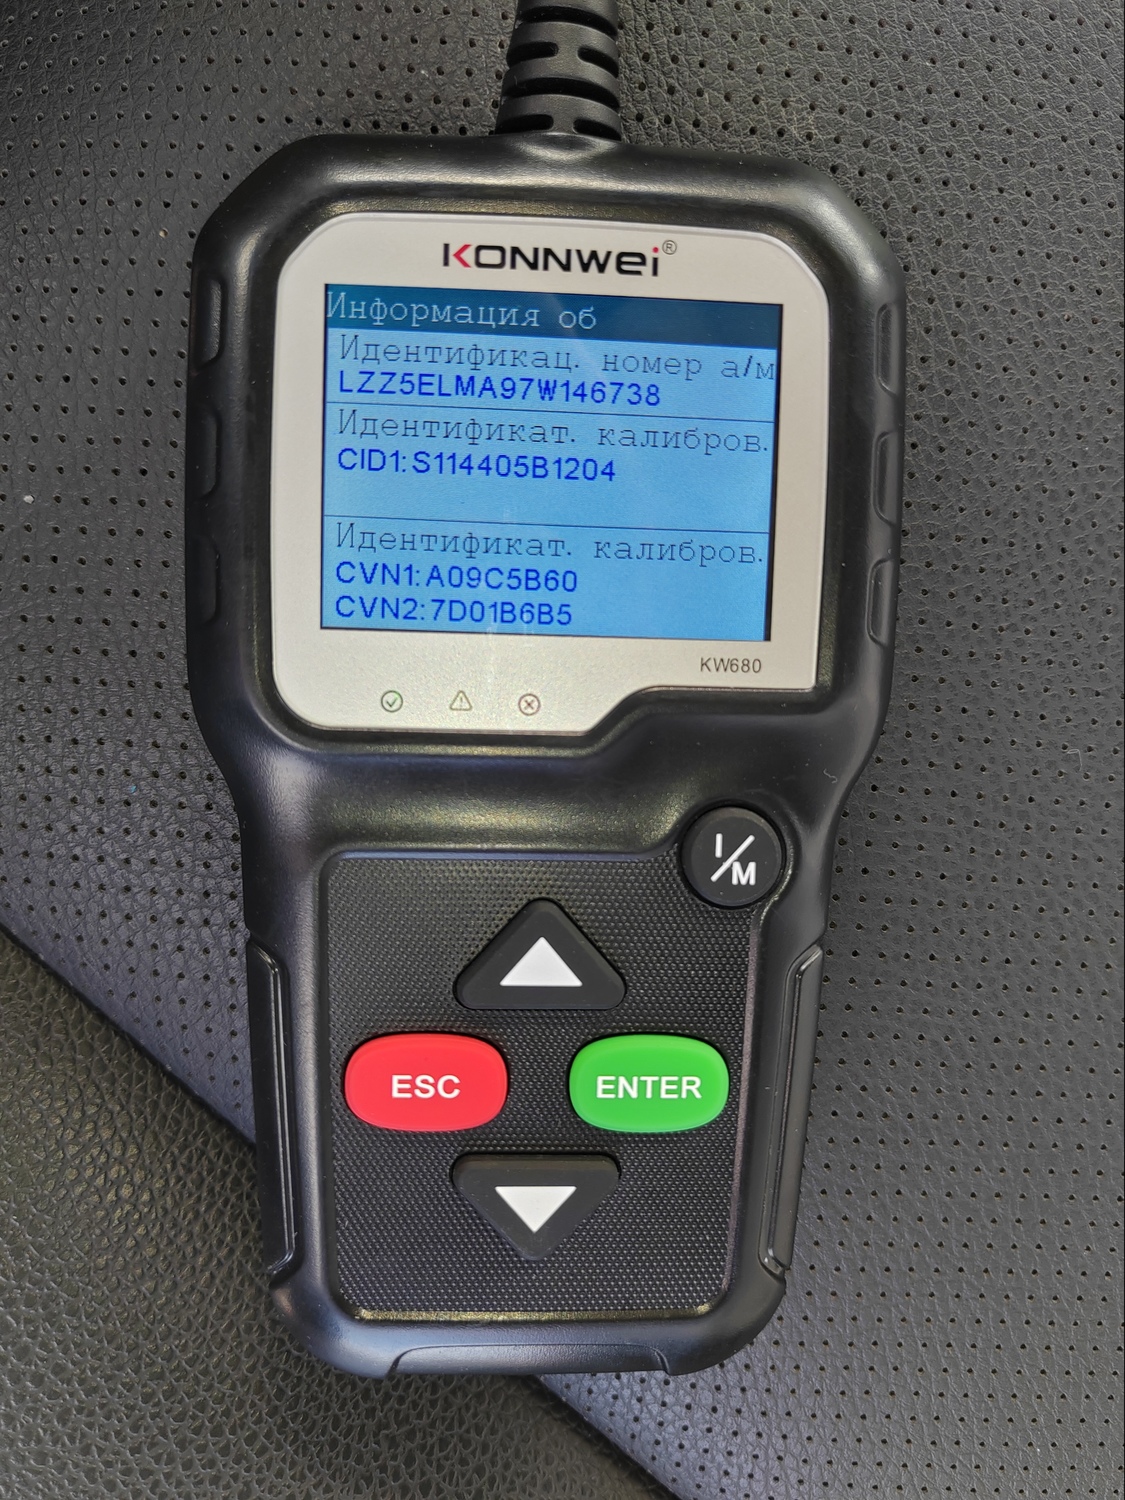 KONNWEi®
Информация об
Идентификац. номер а/м
LZZ5ELMA97W146738
Идентификат. калибров.
CID1:S114405B1204
Идентификат. калибров.
CVN1:A09C5B60
CVN2:7D01B6B5
KW680
I/M
ESC
ENTER